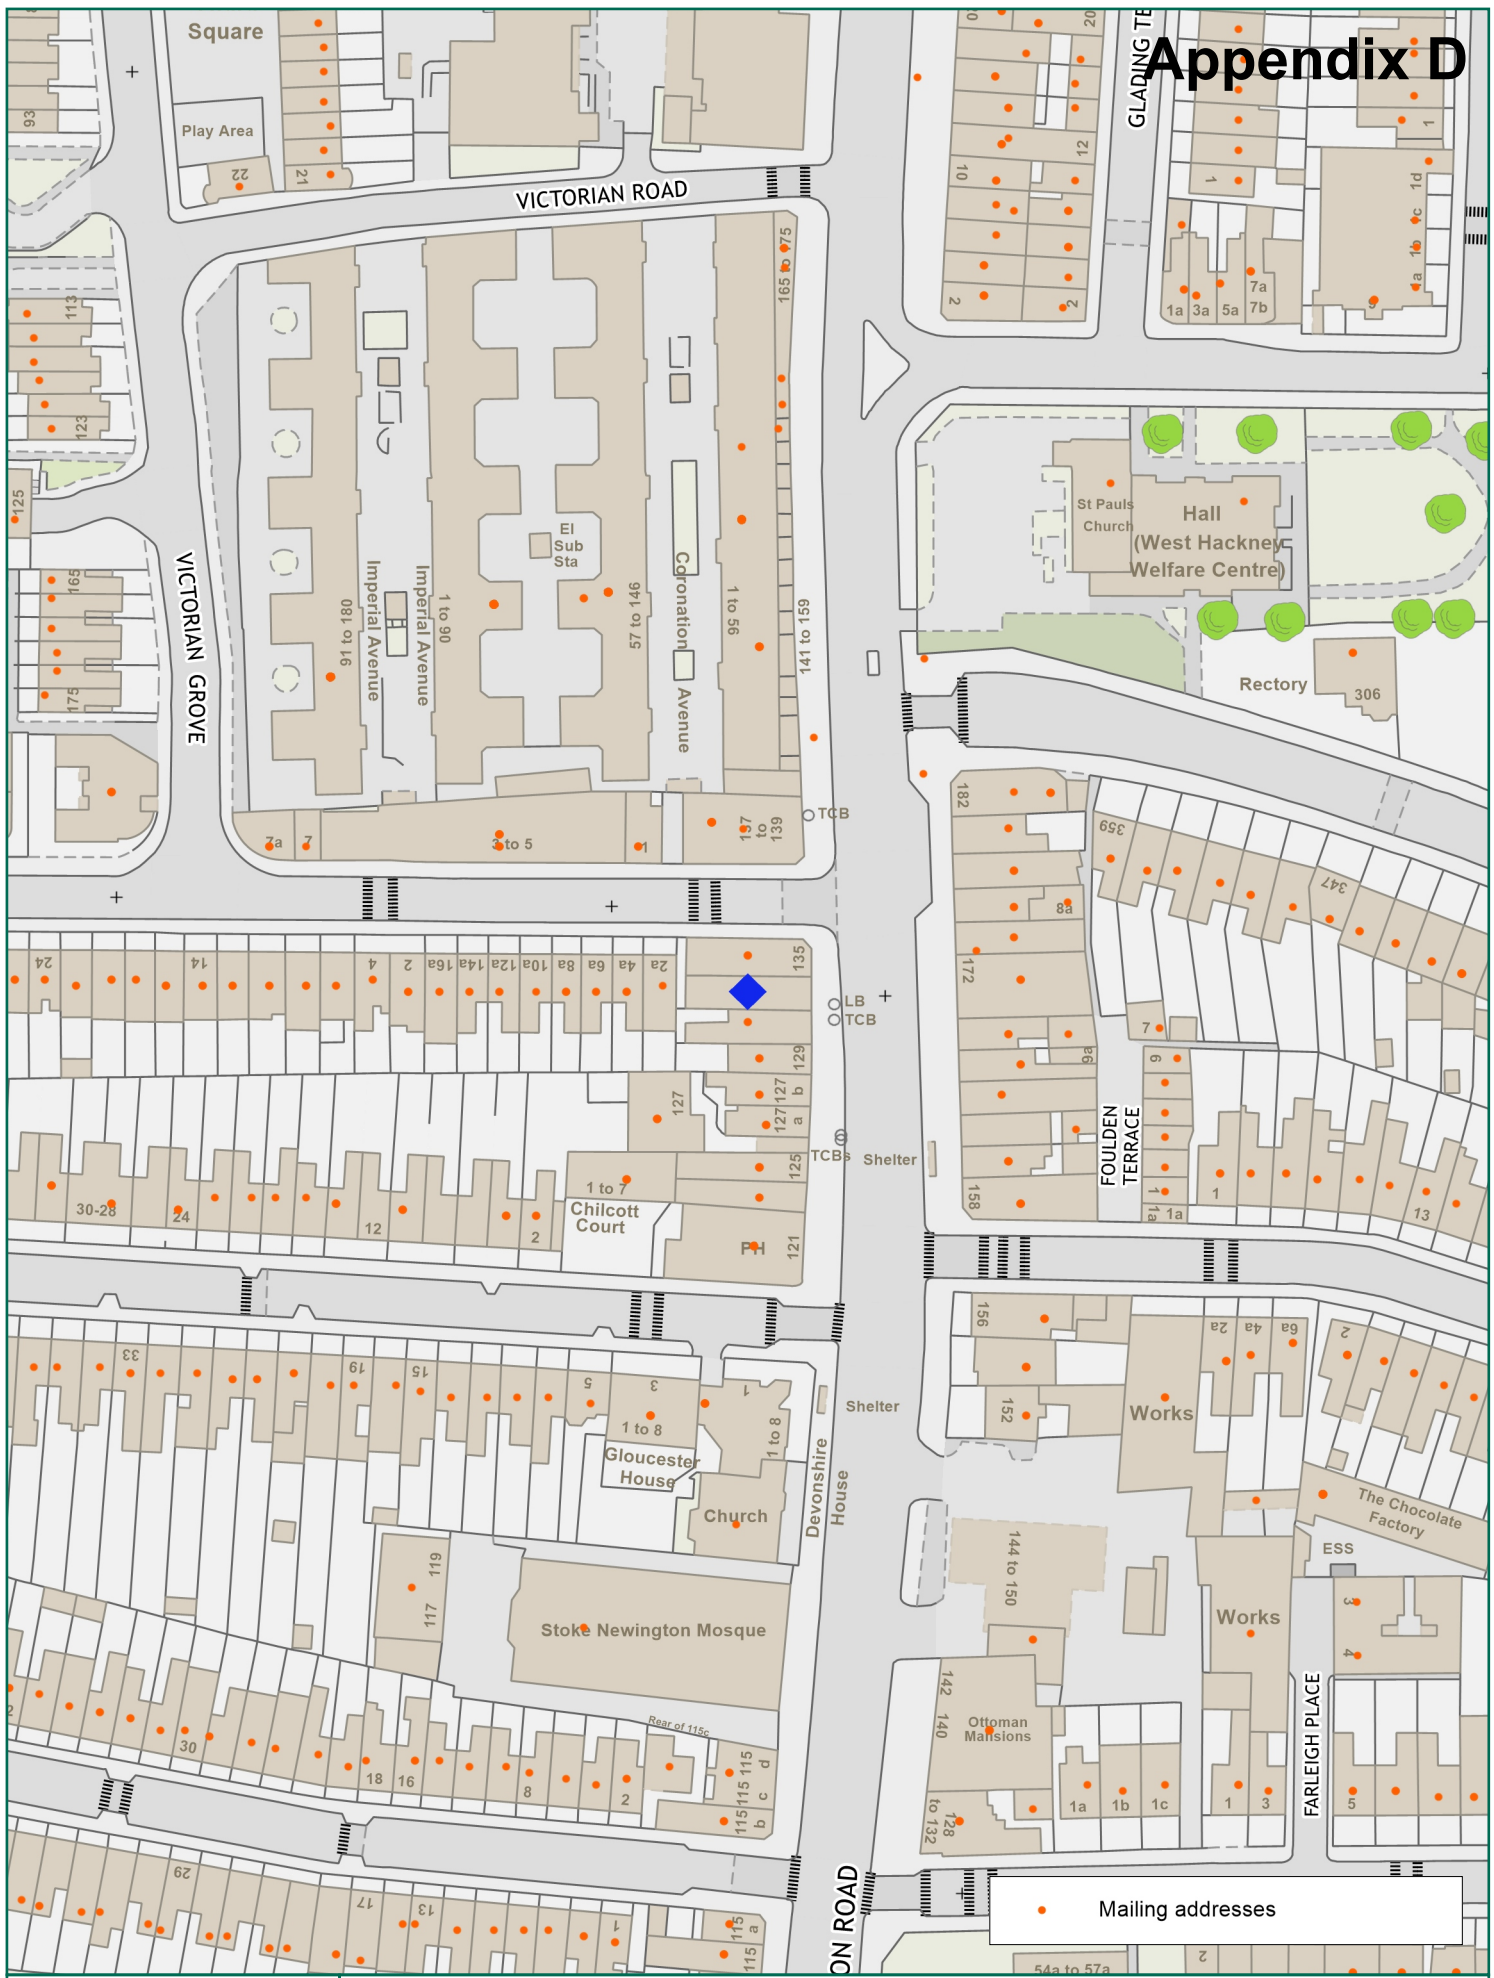 Appendix D
Square
93
Play Area
22
21
20
12
10
2
2
GLADING TE
1
1
1d
1c
1b
1a
9
1a
3a
5a
7a
7b
VICTORIAN ROAD
165 to 175
113
123
125
165
175
VICTORIAN GROVE
El
Sub
Sta
91 to 180
Imperial Avenue
Imperial Avenue
1 to 90
57 to 146
Coronation
Avenue
1 to 56
141 to 159
St Pauls
Church
Hall
(West Hackney
Welfare Centre)
Rectory
306
7a
7
3 to 5
1
137
to
139
TCB
182
359
347
8a
172
24
14
4
2
16a
14a
12a
10a
8a
6a
4a
2a
135
LB
TCB
129
127
b
127
127
a
125
TCBs
Shelter
7
9a
9
FOULDEN
TERRACE
158
1
1a
1a
1
13
30-28
24
12
2
1 to 7
Chilcott
Court
PH
121
156
152
2a
4a
6a
2
Works
33
19
15
5
3
1
1 to 8
1 to 8
Gloucester
House
Church
Shelter
Devonshire
House
The Chocolate
Factory
ESS
144 to 150
Works
3
4
119
117
Stoke Newington Mosque
142
140
Ottoman
Mansions
FARLEIGH PLACE
Rear of 115c
30
18
16
8
2
115
d
115
c
115
b
128
to 132
1a
1b
1c
1
3
5
29
17
13
1
115
a
115
ON ROAD
Mailing addresses
54a to 57a
2